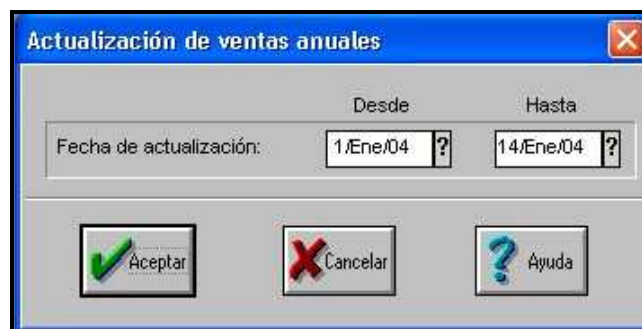 Actualización de ventas anuales
Desde Hasta
Fecha de actualización: 1/Ene/04 ? 14/Ene/04 ?
Aceptar Cancelar Ayuda